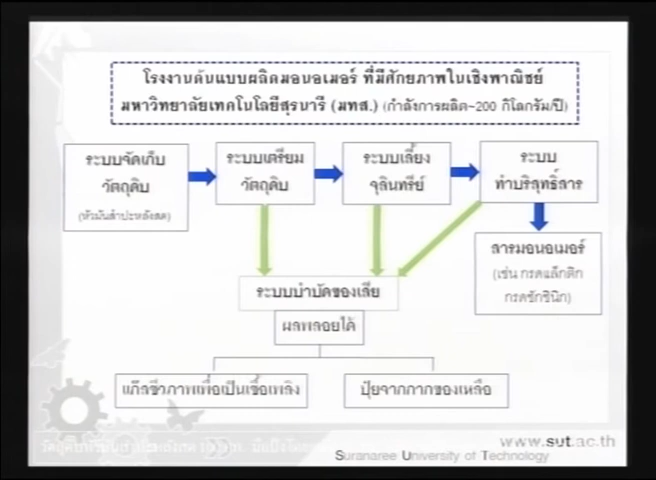 โรงงานต้นแบบผลิตมอนอเมอร์ ที่มีศักยภาพในเชิงพาณิชย์
มหาวิทยาลัยเทคโนโลยีสุรนารี (มทส.) (กำลังการผลิต~200 กิโลกรัม/ปี)
ระบบจัดเก็บ
วัตถุดิบ
(หัวมันสำปะหลังสด)
ระบบเตรียม
วัตถุดิบ
ระบบเลี้ยง
จุลินทรีย์
ระบบ
ทำบริสุทธิ์สาร
สารมอนอเมอร์
(เช่น กรดแล็กติก
กรดซักซินิก)
ระบบบำบัดของเสีย
ผลพลอยได้
แก๊สชีวภาพเพื่อเป็นเชื้อเพลิง
ปุ๋ยจากกากของเหลือ
www.sut.ac.th
Suranaree University of Technology